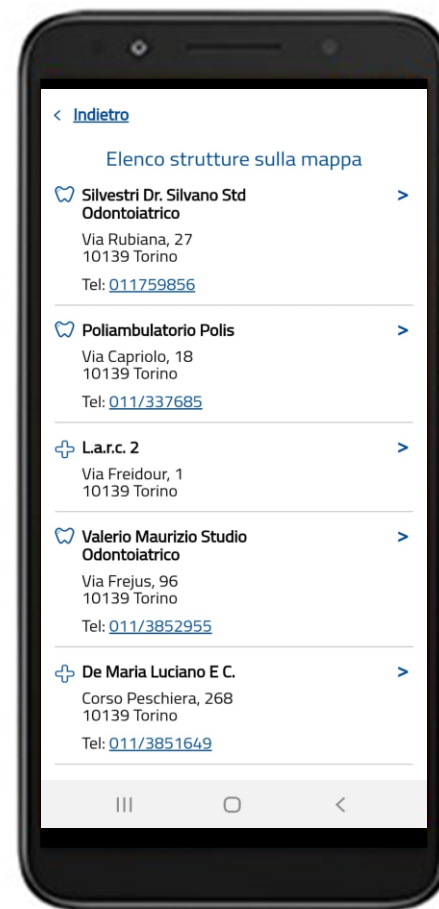 < Indietro
Elenco strutture sulla mappa
Silvestri Dr. Silvano Std >
Odontoiatrico
Via Rubiana, 27
10139 Torino
Tel: 011759856
Poliambulatorio Polis >
Via Capriolo, 18
10139 Torino
Tel: 011/337685
L.a.r.c. 2 >
Via Freidour, 1
10139 Torino
Valerio Maurizio Studio >
Odontoiatrico
Via Frejus, 96
10139 Torino
Tel: 011/3852955
De Maria Luciano E C. >
Corso Peschiera, 268
10139 Torino
Tel: 011/3851649